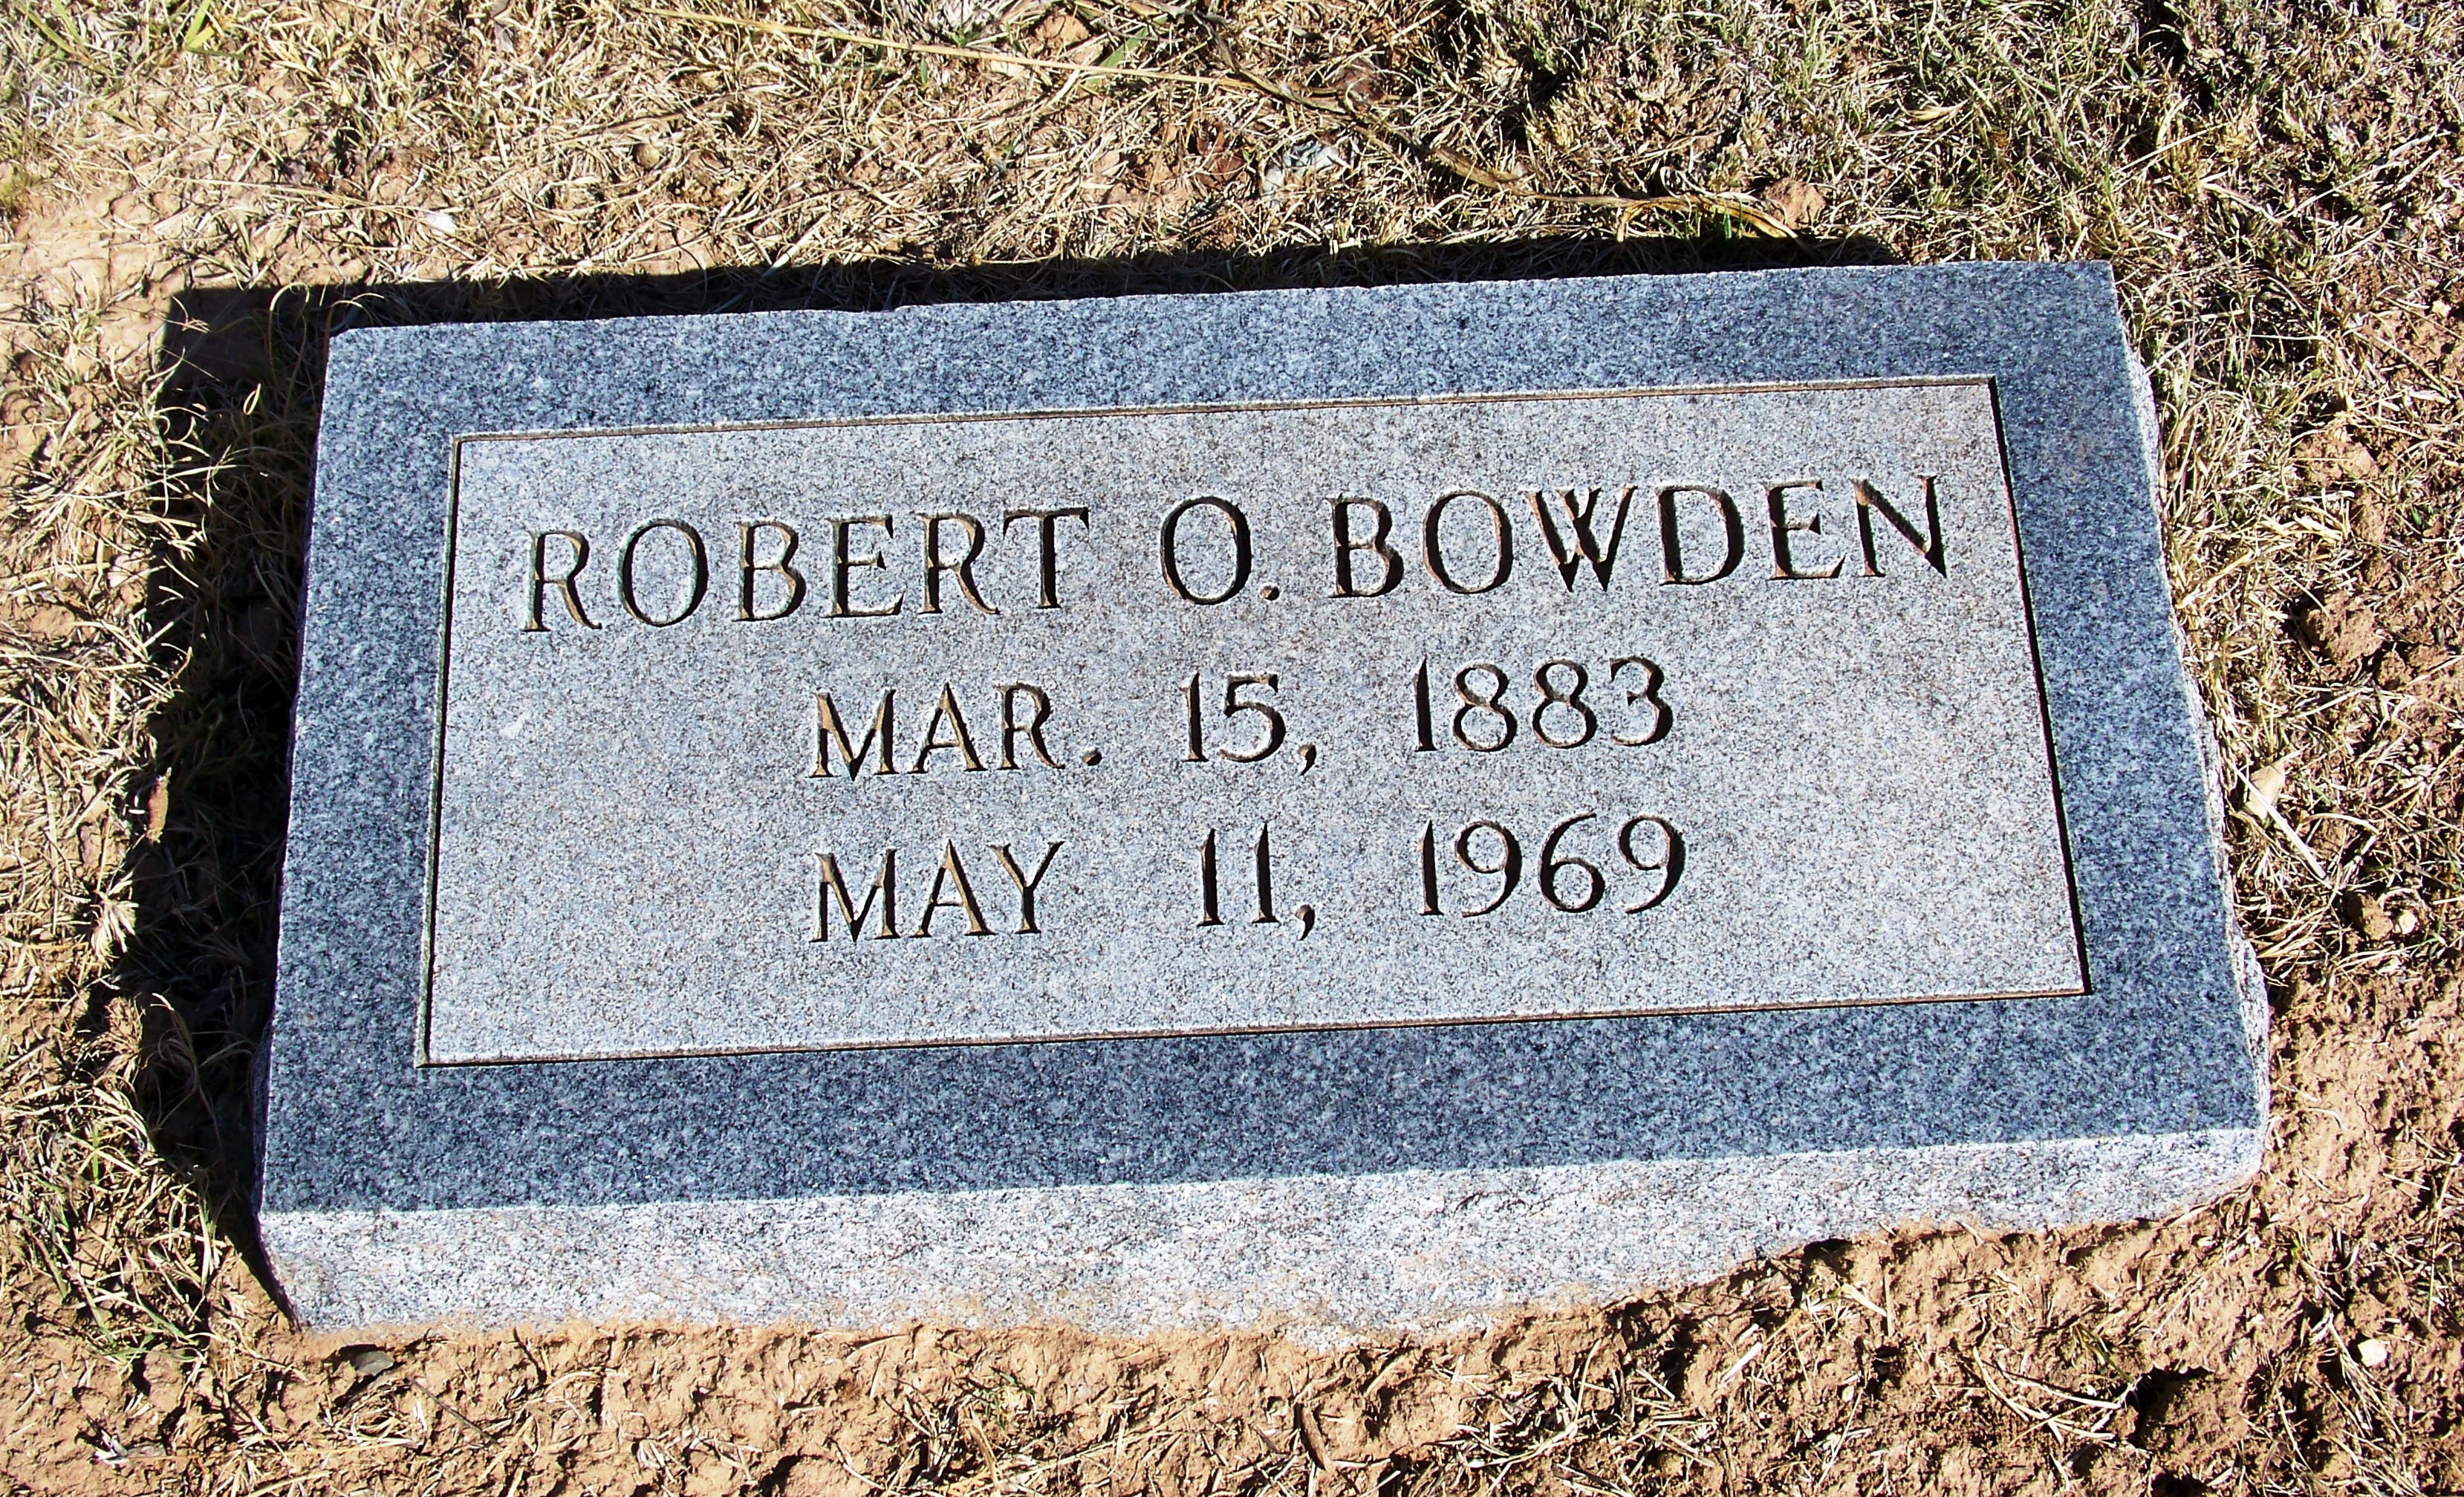 ROBERT O. BOWDEN
MAR. 15, 1883
MAY 11, 1969